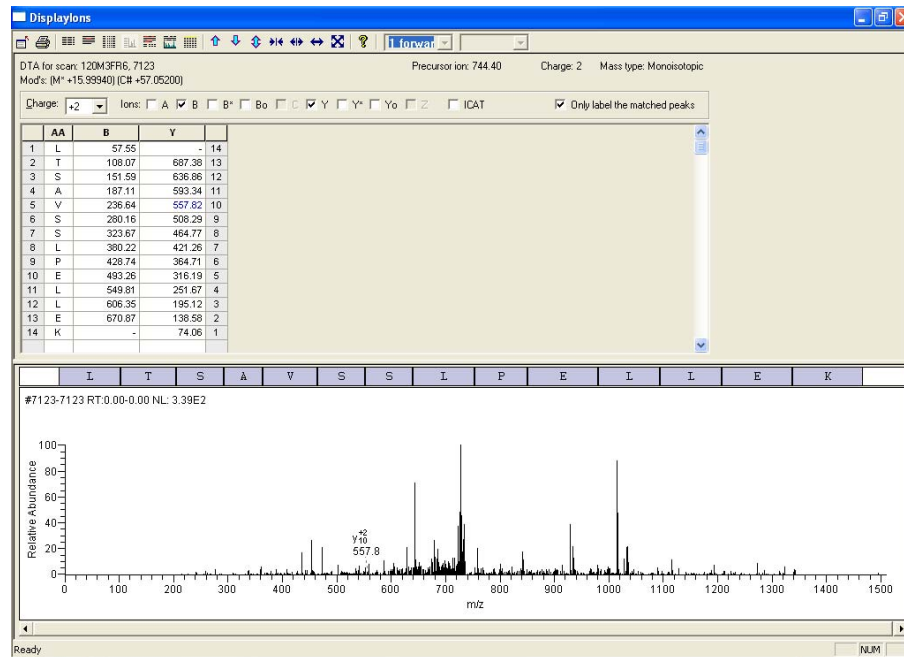 DisplayIons
1 forwar
DTA for scan: 120M3FR6, 7123 Precursor ion: 744.40 Charge: 2 Mass type: Monoisotopic
Mod's: (M* +15.99940) (C# +57.05200)
Charge: +2 Ions: A B B* Bo C Y Y* Yo Z ICAT Only label the matched peaks
AA B Y
1 L 57.55 - 14
2 T 108.07 687.38 13
3 S 151.59 636.86 12
4 A 187.11 593.34 11
5 V 236.64 557.82 10
6 S 280.16 508.29 9
7 S 323.67 464.77 8
8 L 380.22 421.26 7
9 P 428.74 364.71 6
10 E 493.26 316.19 5
11 L 549.81 251.67 4
12 L 606.35 195.12 3
13 E 670.87 138.58 2
14 K - 74.06 1
L T S A V S S L P E L L E K
#7123-7123 RT:0.00-0.00 NL: 3.39E2
100
80
60
40
20
0
Relative Abundance
y10 +2
557.8
0 100 200 300 400 500 600 700 800 900 1000 1100 1200 1300 1400 1500
m/z
Ready NUM